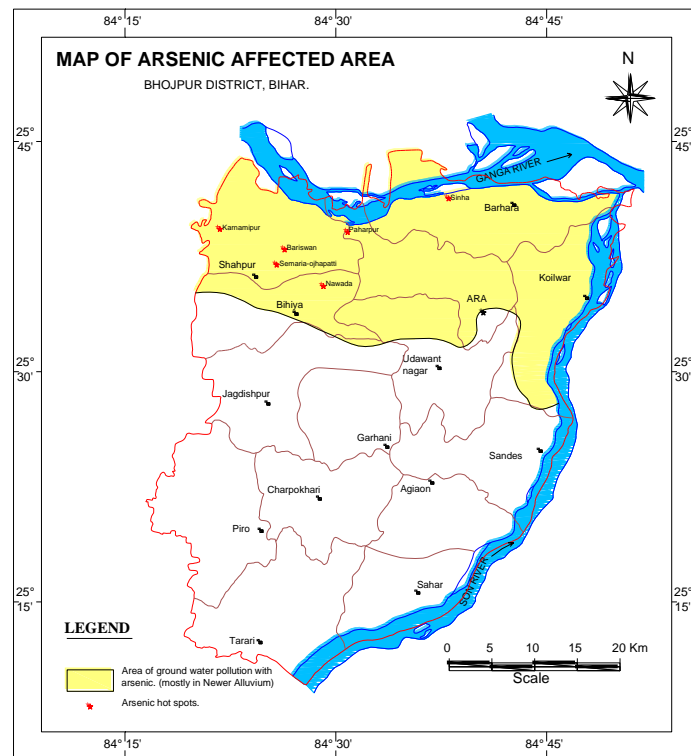 84° 15'
84° 30'
84° 45'
MAP OF ARSENIC AFFECTED AREA
BHOJPUR DISTRICT, BIHAR.
N
25°
45'
25°
45'
GANGA RIVER
Sinha
Barhara
Karnamipur
Paharpur
Bariswan
Semaria-ojhapatti
Shahpur
Koilwar
Nawada
Bihiya
ARA
Udawant
nagar
25°
30'
25°
30'
Jagdishpur
Garhani
Sandes
Charpokhari
Agiaon
Piro
SON RIVER
Sahar
25°
15'
25°
15'
Tarari
LEGEND
Area of ground water pollution with
arsenic. (mostly in Newer Alluvium)
Arsenic hot spots.
0 5 10 15 20 Km
Scale
84° 15'
84° 30'
84° 45'